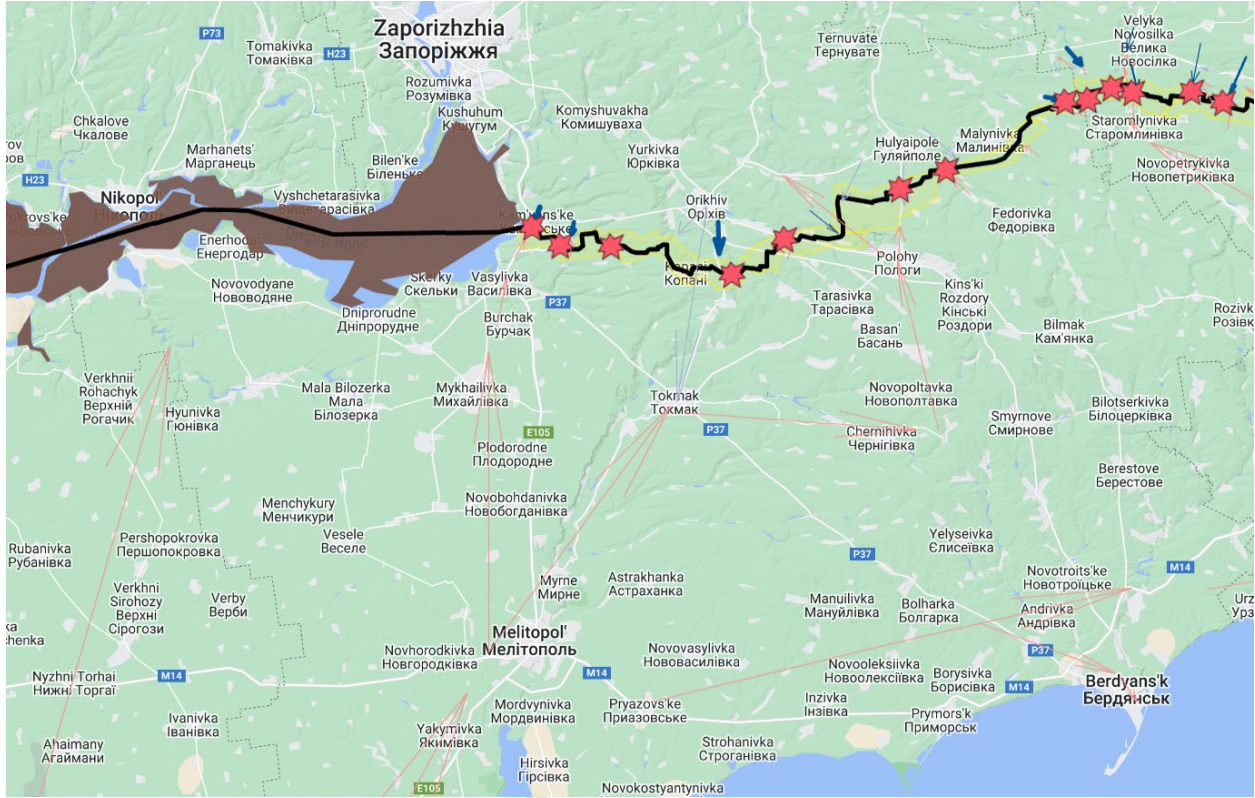 Zaporizhzhia
Запоріжжя
P73
Tomakivka
Томаківка
H23
Ternuvate
Тернувате
Velyka
Novosilka
Велика
Новосілка
Rozumivka
Розумівка
Kushuhum
Кушугум
Chkalove
Чкалове
Komyshuvakha
Комишуваха
Marhanets'
Марганець
Bilen'ke
Біленьке
Yurkivka
Юрківка
Hulyaipole
Гуляйполе
Malynivka
Малинівка
Staromlynivka
Старомлинівка
Novopetrykivka
Новопетриківка
H23
Nikopol'
Нікополь
Vyshchetarasivka
Вищетарасівка
Orikhiv
Оріхів
Fedorivka
Федорівка
Enerhodar
Енергодар
Dnipro River
Skel'ky
Скельки
Vasylivka
Василівка
Kopani
Копані
Polohy
Пологи
Novovodyane
Нововодяне
P37
Dniprorudne
Дніпрорудне
Burchak
Бурчак
Tarasivka
Тарасівка
Kins'ki
Rozdory
Кінські
Роздори
Basan'
Басань
Bilmak
Кам'янка
Verkhnii
Rohachyk
Верхній
Рогачик
Hyunivka
Гюнівка
Mala Bilozerka
Мала
Білозерка
Mykhailivka
Михайлівка
Tokmak
Токмак
Novopoltavka
Новополтавка
Bilotserkivka
Білоцерківка
Smyrnove
Смирнове
E105
P37
Chernihivka
Чернігівка
Plodorodne
Плодородне
Berestove
Берестове
Menchykury
Менчикури
Novobohdanivka
Новобогданівка
Vesele
Веселе
Yelyseivka
Єлисеївка
Pershopokrovka
Першопокровка
Rubanivka
Рубанівка
P37
M14
Verkhni
Sirohozy
Верхні
Сірогози
Verby
Верби
Myrne
Мирне
Astrakhanka
Астраханка
Novotroits'ke
Новотроїцьке
Manuilivka
Мануйлівка
Bolharka
Болгарка
Andrivka
Андрівка
Melitopol'
Мелітополь
Novhorodkivka
Новгородківка
Novovasylivka
Нововасилівка
P37
Nyzhni Torhai
Нижні Торгаї
M14
M14
Novooleksiivka
Новоолексіївка
Borysivka
Борисівка
M14
Berdyans'k
Бердянськ
Ivanivka
Іванівка
Mordvynivka
Мордвинівка
Pryazovs'ke
Приазовське
Inzivka
Інзівка
Prymors'k
Приморськ
Yakymivka
Якимівка
Ahaimany
Агаймани
Strohanivka
Строганівка
Hirsivka
Гірсівка
E105
Novokostyantynivka